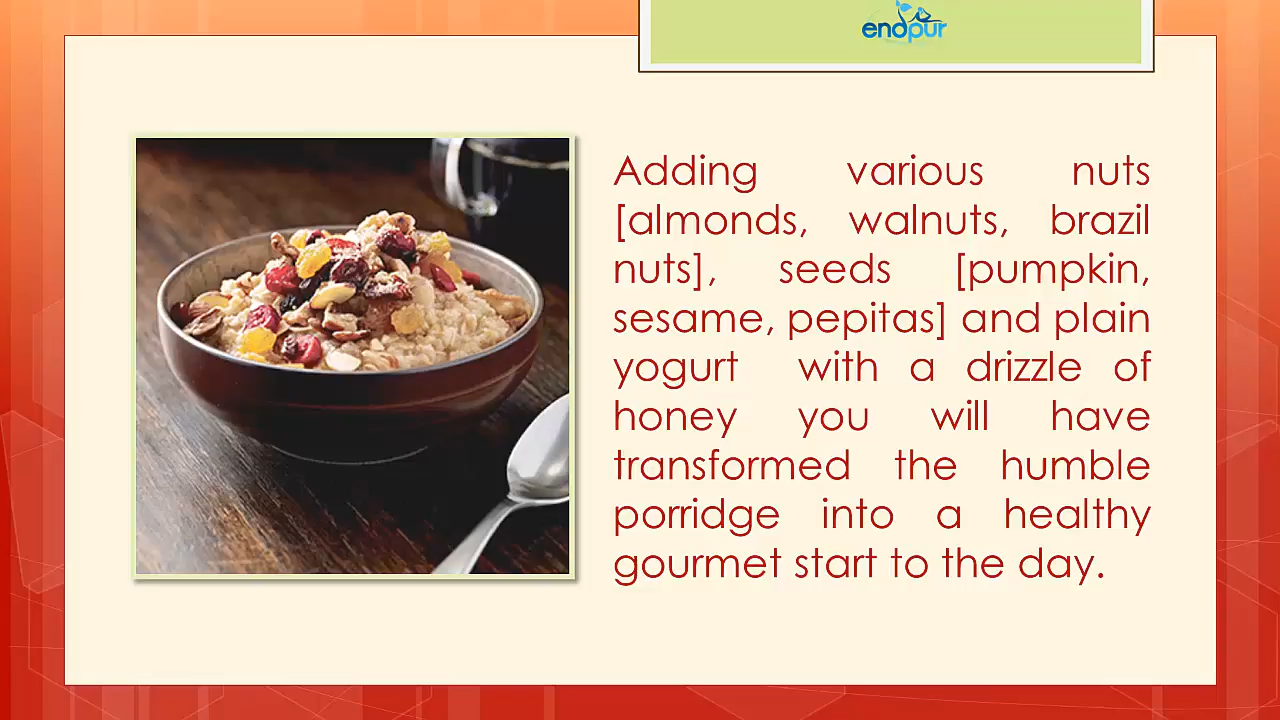 endpur
Adding various nuts
[almonds, walnuts, brazil
nuts], seeds [pumpkin,
sesame, pepitas] and plain
yogurt with a drizzle of
honey you will have
transformed the humble
porridge into a healthy
gourmet start to the day.